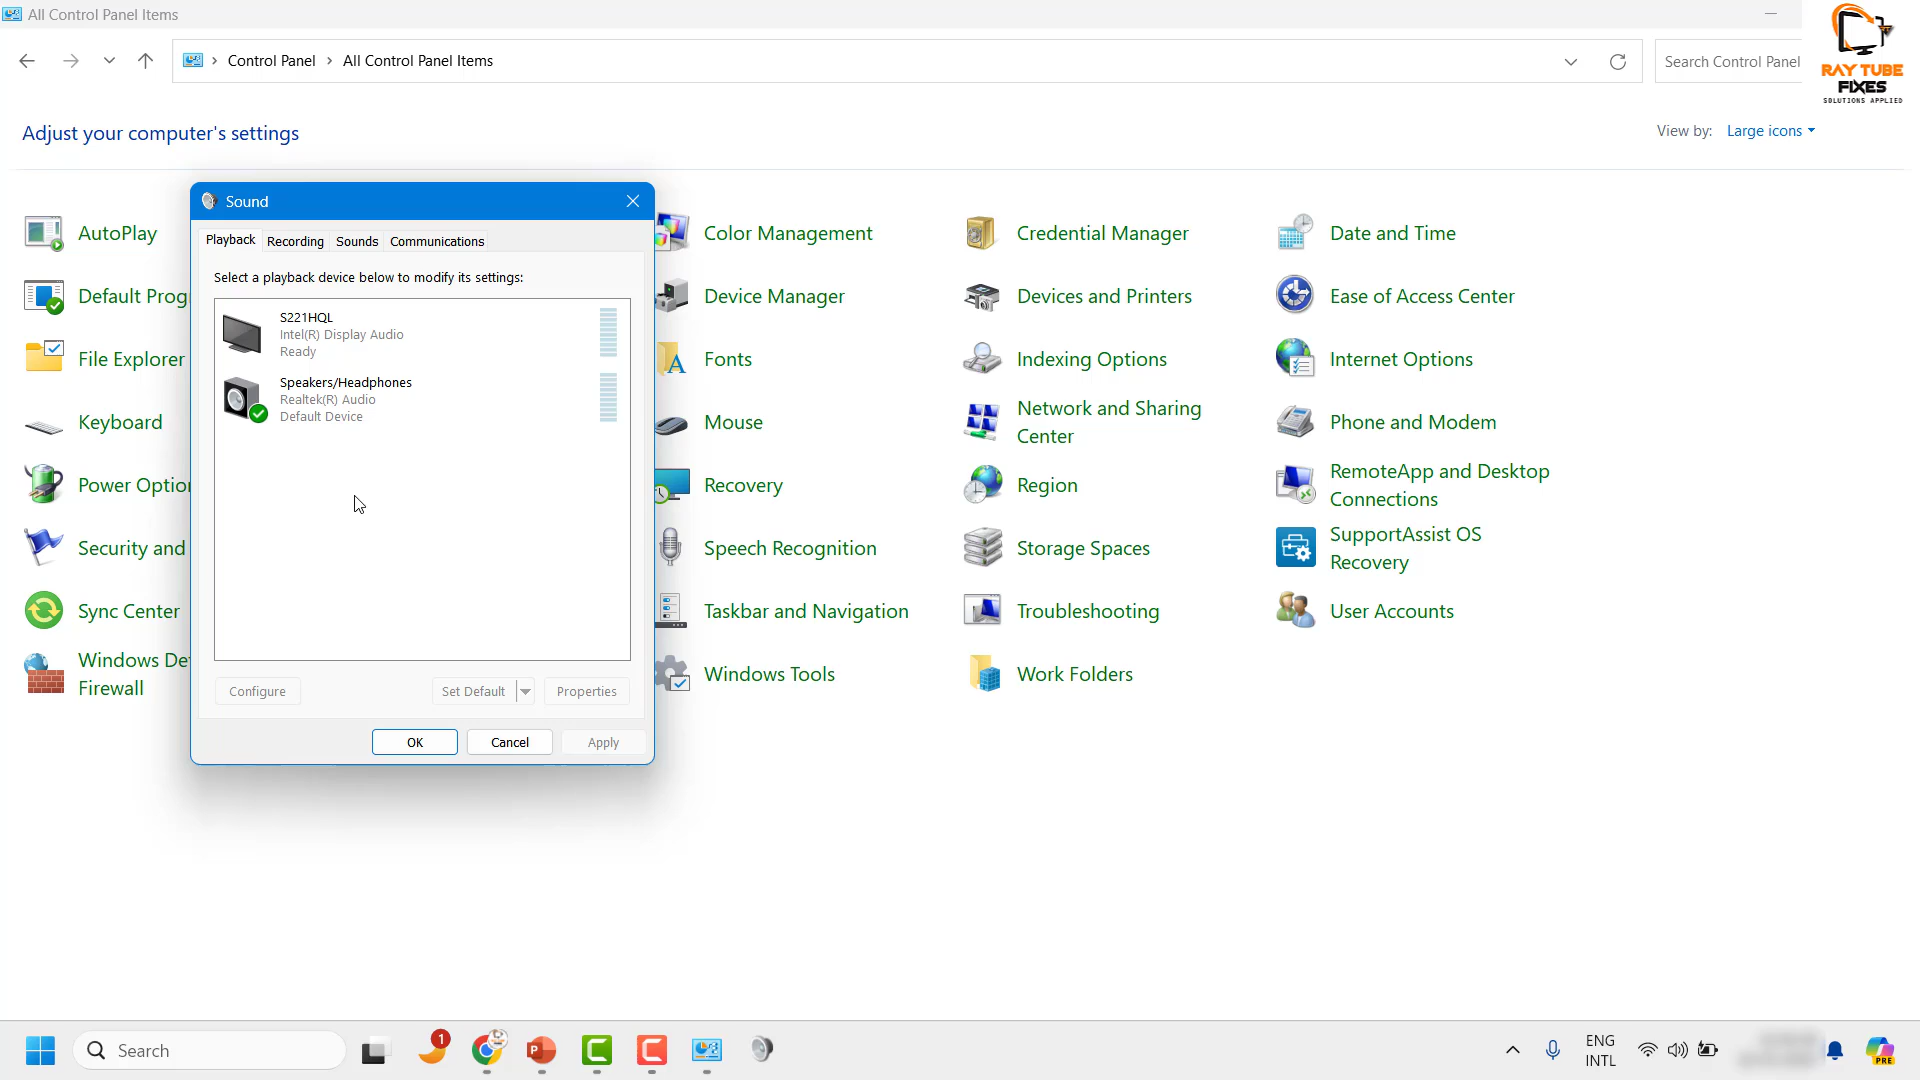 All Control Panel Items
RAY TUBE
FIXES
SOLUTIONS APPLIED
Control Panel
All Control Panel Items
Search Control Panel
Adjust your computer's settings
View by:
Large icons
Sound
Playback
Recording
Sounds
Communications
Select a playback device below to modify its settings:
S221HQL
Intel(R) Display Audio
Ready
Speakers/Headphones
Realtek(R) Audio
Default Device
Configure
Set Default
Properties
OK
Cancel
Apply
AutoPlay
Color Management
Credential Manager
Date and Time
Default Progr
Device Manager
Devices and Printers
Ease of Access Center
File Explorer
Fonts
Indexing Options
Internet Options
Keyboard
Mouse
Network and Sharing
Center
Phone and Modem
Power Option
Recovery
Region
RemoteApp and Desktop
Connections
Security and
Speech Recognition
Storage Spaces
SupportAssist OS
Recovery
Sync Center
Taskbar and Navigation
Troubleshooting
User Accounts
Windows De
Firewall
Windows Tools
Work Folders
Search
1
ENG
INTL
PRE